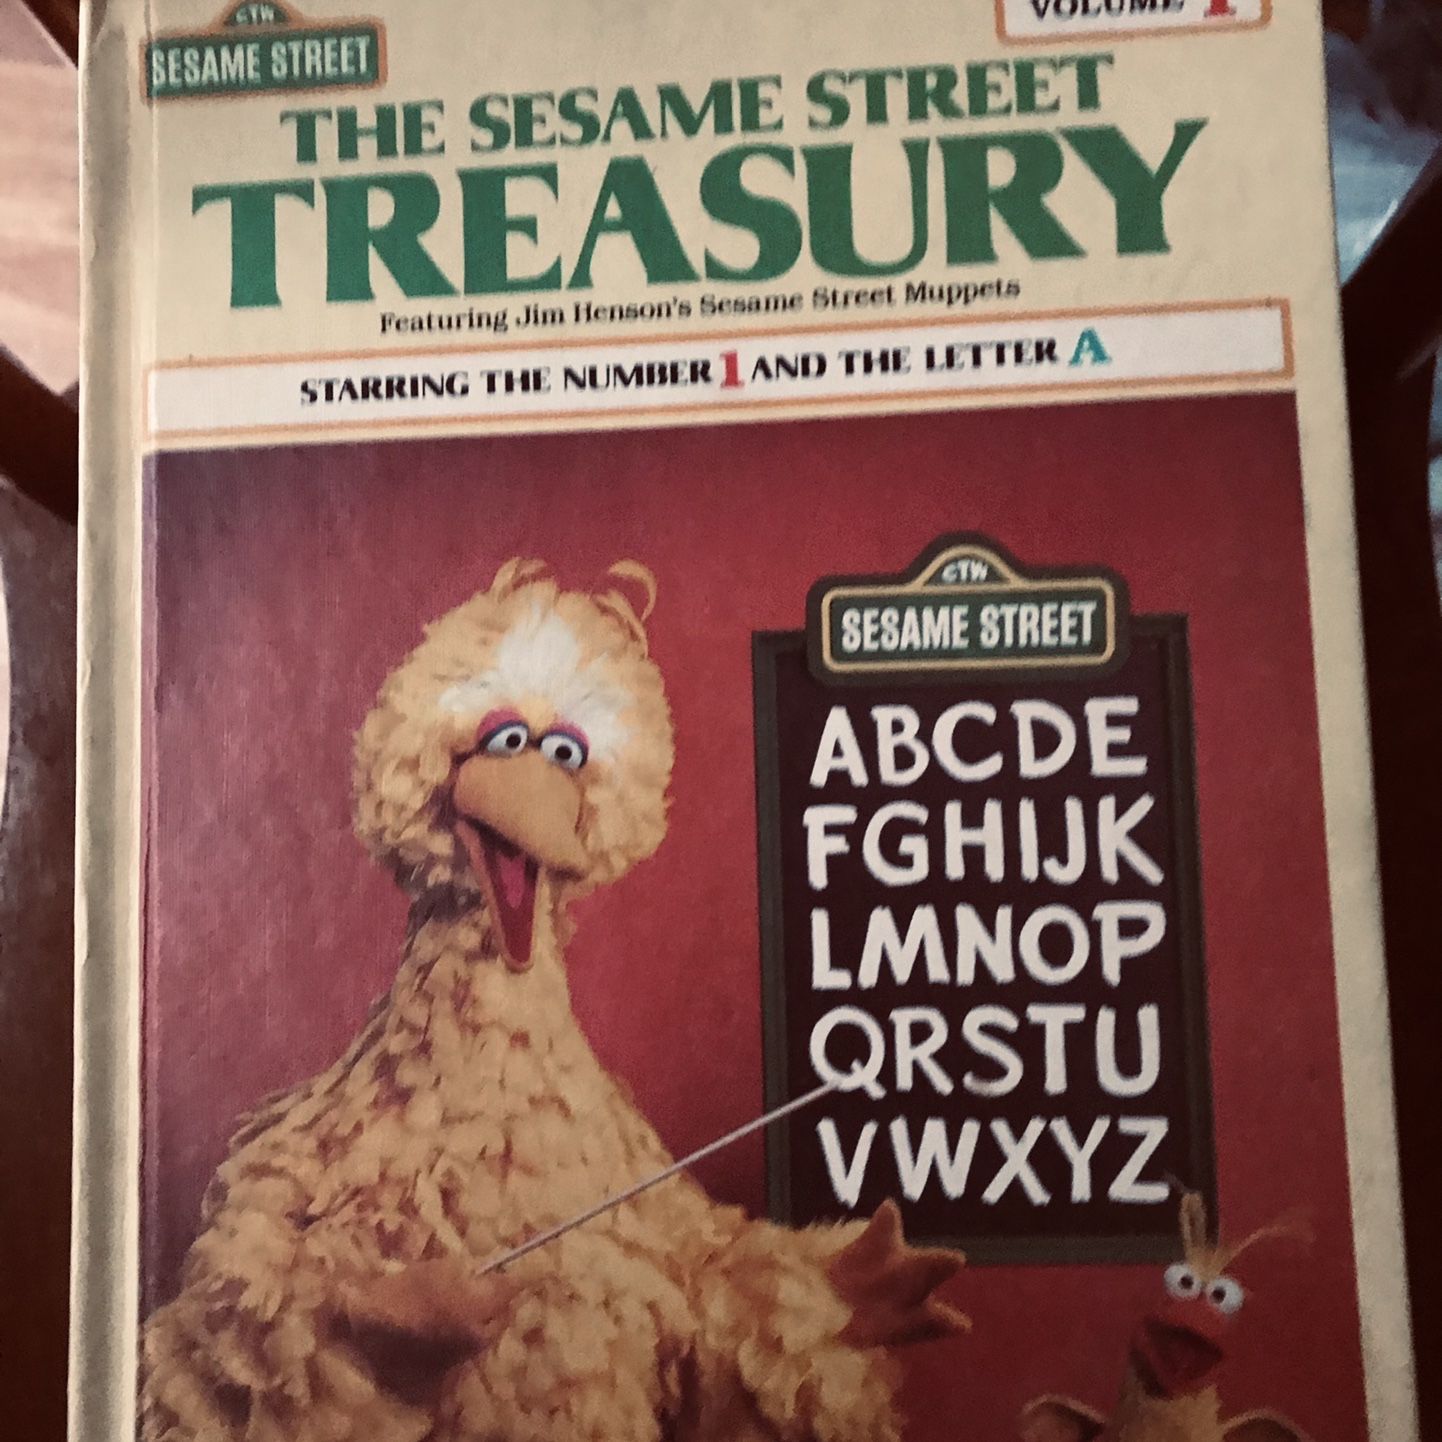 CTW
SESAME STREET
VOLUME 1
THE SESAME STREET
TREASURY
Featuring Jim Henson's Sesame Street Muppets
STARRING THE NUMBER 1 AND THE LETTER A
CTW
SESAME STREET
ABCDE
FGHIJK
LMNOP
QRSTU
VWXYZ